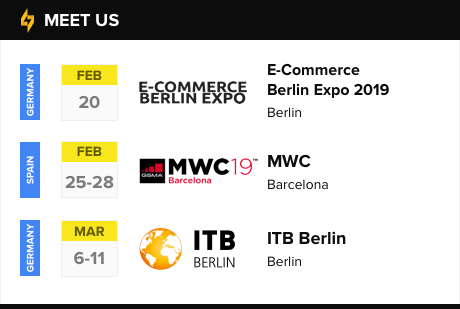 MEET US
GERMANY
FEB
20
E-COMMERCE
BERLIN EXPO
E-Commerce
Berlin Expo 2019
Berlin
SPAIN
FEB
25-28
GSMA
MWC19™
Barcelona
MWC
Barcelona
GERMANY
MAR
6-11
ITB
BERLIN
ITB Berlin
Berlin